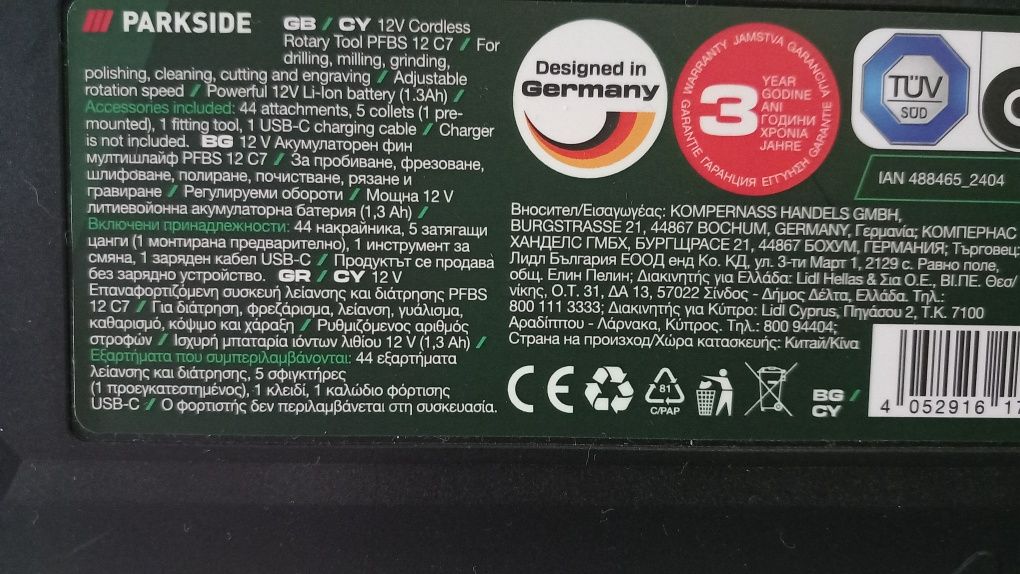 PARKSIDE
GB / CY 12V Cordless
Rotary Tool PFBS 12 C7 / For
drilling, milling, grinding,
polishing, cleaning, cutting and engraving / Adjustable
rotation speed / Powerful 12V Li-Ion battery (1.3Ah) /
Accessories included: 44 attachments, 5 collets (1 pre-
mounted), 1 fitting tool, 1 USB-C charging cable / Charger
is not included. BG 12 V Акумулаторен фин
мултишлайф PFBS 12 C7 / За пробиване, фрезоване,
шлифоване, полиране, почистване, рязане и
гравиране / Регулируеми обороти / Мощна 12 V
литиевойонна акумулаторна батерия (1,3 Ah) /
Включени принадлежности: 44 накрайника, 5 затягащи
цанги (1 монтирана предварително), 1 инструмент за
смяна, 1 заряден кабел USB-C / Продуктът се продава
без зарядно устройство. GR / CY 12 V
Επαναφορτιζόμενη συσκευή λείανσης και διάτρησης PFBS
12 C7 / Για διάτρηση, φρεζάρισμα, λείανση, γυάλισμα,
καθαρισμό, κόψιμο και χάραξη / Ρυθμιζόμενος αριθμός
στροφών / Ισχυρή μπαταρία ιόντων λιθίου 12 V (1,3 Ah) /
Εξαρτήματα που συμπεριλαμβάνονται: 44 εξαρτήματα
λείανσης και διάτρησης, 5 σφιγκτήρες
(1 προεγκατεστημένος), 1 κλειδί, 1 καλώδιο φόρτισης
USB-C / Ο φορτιστής δεν περιλαμβάνεται στη συσκευασία.
Designed in
Germany
WARRANTY JAMSTVA GARANCIJA
GARANTIE ГАРАНЦИЯ ΕΓΓΥΗΣΗ GARANTIE
3
YEAR
GODINE
ANI
ГОДИНИ
ΧΡΟΝΙΑ
JAHRE
TÜV
SÜD
IAN 488465_2404
Вносител/Εισαγωγέας: KOMPERNASS HANDELS GMBH,
BURGSTRASSE 21, 44867 BOCHUM, GERMANY, Германия; КОМПЕРНАС
ХАНДЕЛС ГМБХ, БУРГЩРАСЕ 21, 44867 БОХУМ, ГЕРМАНИЯ; Търговец:
Лидл България ЕООД енд Ко. КД, ул. 3-ти Март 1, 2129 с. Равно поле,
общ. Елин Пелин; Διακινητής για Ελλάδα: Lidl Hellas & Σια Ο.Ε., ΒΙ.ΠΕ. Θεσ/
νίκης, Ο.Τ. 31, ΔΑ 13, 57022 Σίνδος - Δήμος Δέλτα, Ελλάδα. Τηλ.:
800 111 3333; Διακινητής για Κύπρο: Lidl Cyprus, Πηγάσου 2, Τ.Κ. 7100
Αραδίππου - Λάρνακα, Κύπρος. Τηλ.: 800 94404;
Страна на произход/Χώρα κατασκευής: Китай/Κίνα
CE
81
C/PAP
BG /
CY
4 052916 17